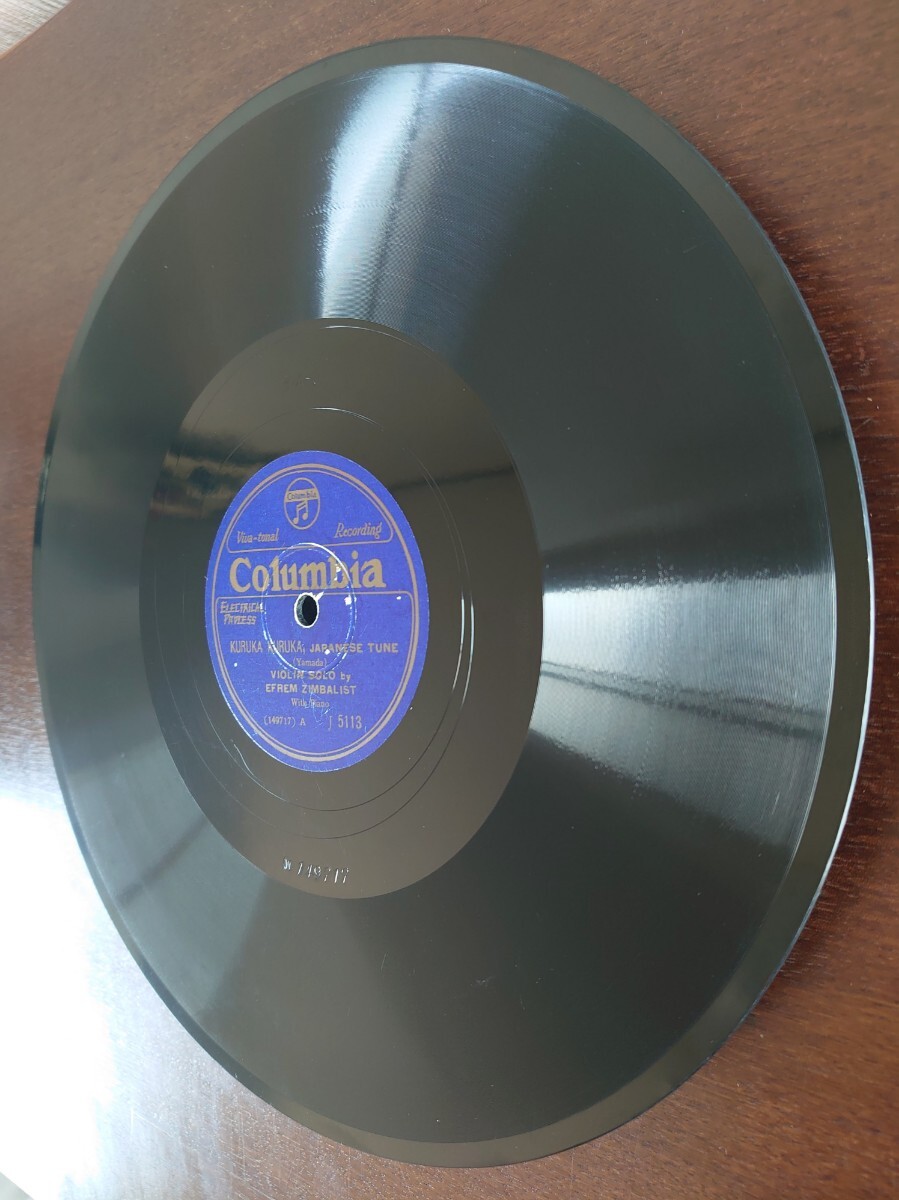 Columbia
Viva-tonal Recording
Columbia
ELECTRICAL
PROCESS
KURUKA KURUKA; JAPANESE TUNE
(Yamada)
VIOLIN SOLO by
EFREM ZIMBALIST
With Piano
(149717) A J 5113
W 149717